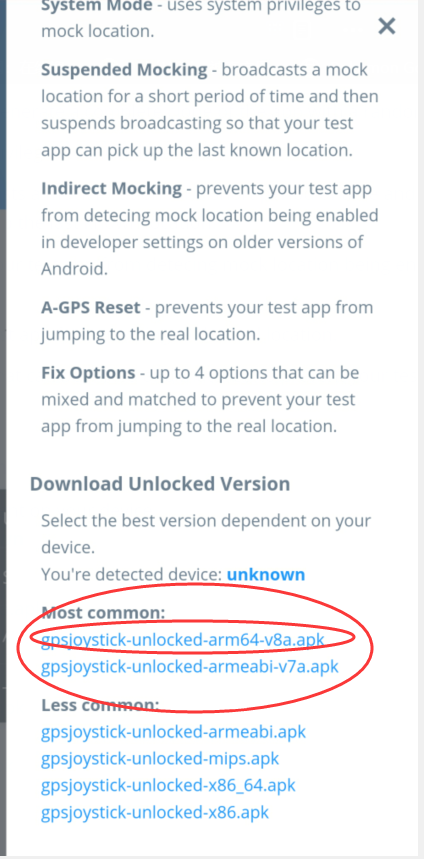 System Mode - uses system privileges to
mock location.
Suspended Mocking - broadcasts a mock
location for a short period of time and then
suspends broadcasting so that your test
app can pick up the last known location.
Indirect Mocking - prevents your test app
from detecing mock location being enabled
in developer settings on older versions of
Android.
A-GPS Reset - prevents your test app from
jumping to the real location.
Fix Options - up to 4 options that can be
mixed and matched to prevent your test
app from jumping to the real location.
Download Unlocked Version
Select the best version dependent on your
device.
You're detected device: unknown
Most common:
gpsjoystick-unlocked-arm64-v8a.apk
gpsjoystick-unlocked-armeabi-v7a.apk
Less common:
gpsjoystick-unlocked-armeabi.apk
gpsjoystick-unlocked-mips.apk
gpsjoystick-unlocked-x86_64.apk
gpsjoystick-unlocked-x86.apk